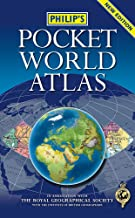 PHILIP'S
NEW EDITION
POCKET
WORLD
ATLAS
IN ASSOCIATION WITH
THE ROYAL GEOGRAPHICAL SOCIETY
WITH THE INSTITUTE OF BRITISH GEOGRAPHERS